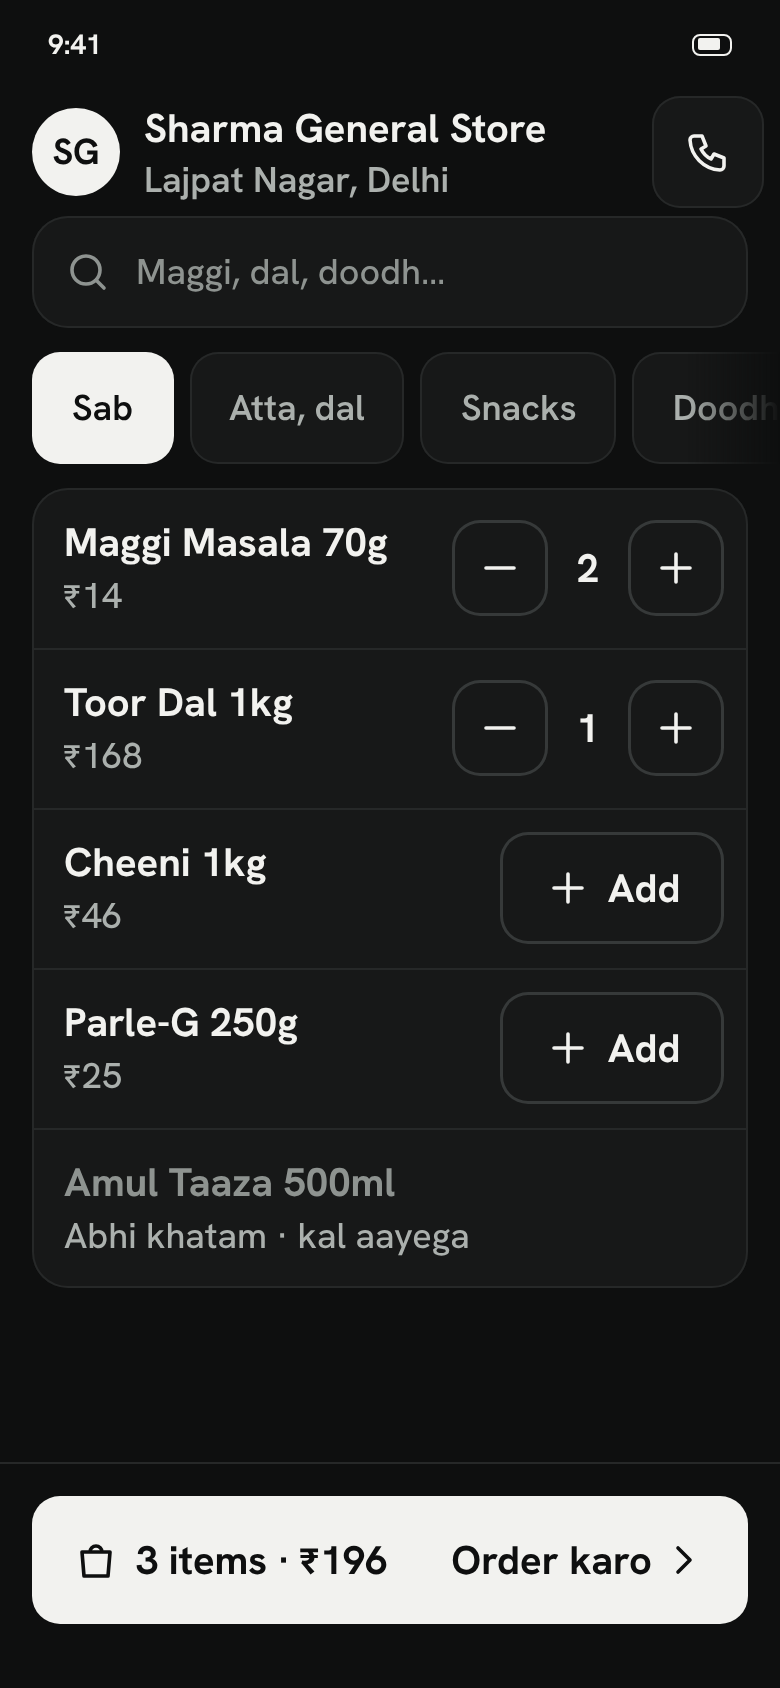 9:41
SG
Sharma General Store
Lajpat Nagar, Delhi
Maggi, dal, doodh...
Sab
Atta, dal
Snacks
Doodh
Maggi Masala 70g
₹14
2
Toor Dal 1kg
₹168
1
Cheeni 1kg
₹46
Add
Parle-G 250g
₹25
Add
Amul Taaza 500ml
Abhi khatam · kal aayega
3 items · ₹196
Order karo